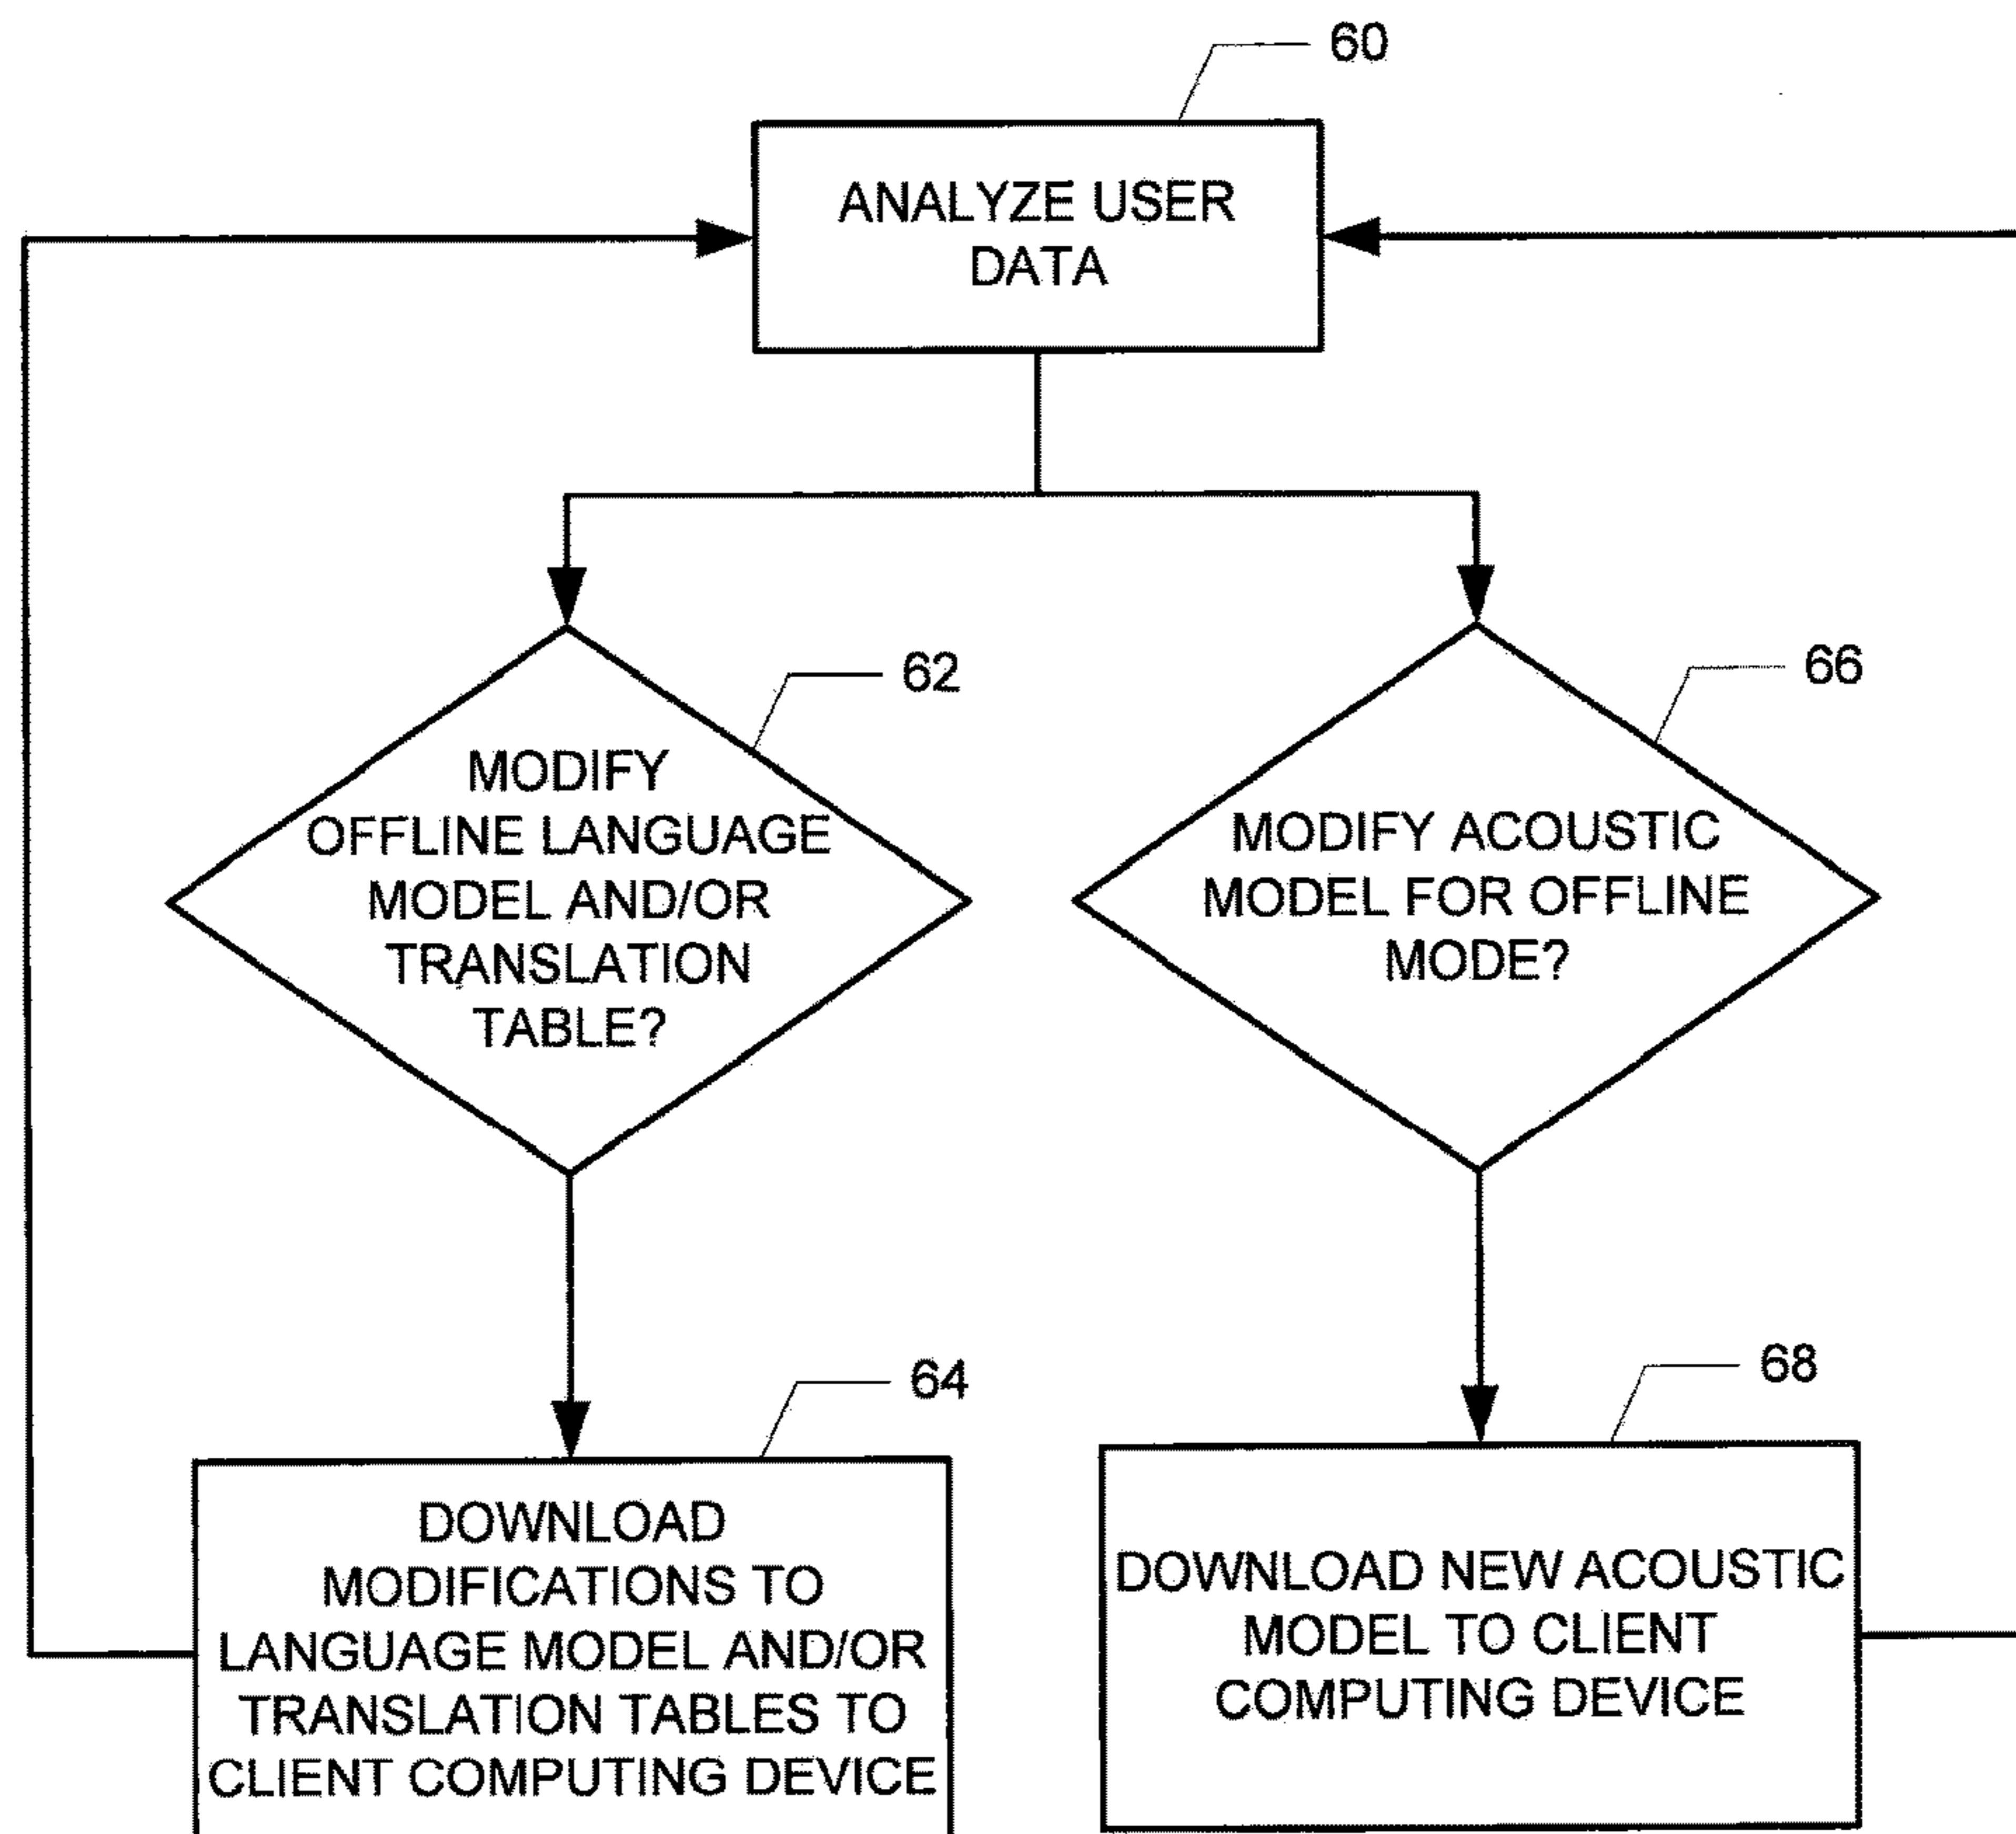 60
ANALYZE USER
DATA
62
MODIFY
OFFLINE LANGUAGE
MODEL AND/OR
TRANSLATION
TABLE?
66
MODIFY ACOUSTIC
MODEL FOR OFFLINE
MODE?
64
DOWNLOAD
MODIFICATIONS TO
LANGUAGE MODEL AND/OR
TRANSLATION TABLES TO
CLIENT COMPUTING DEVICE
68
DOWNLOAD NEW ACOUSTIC
MODEL TO CLIENT
COMPUTING DEVICE